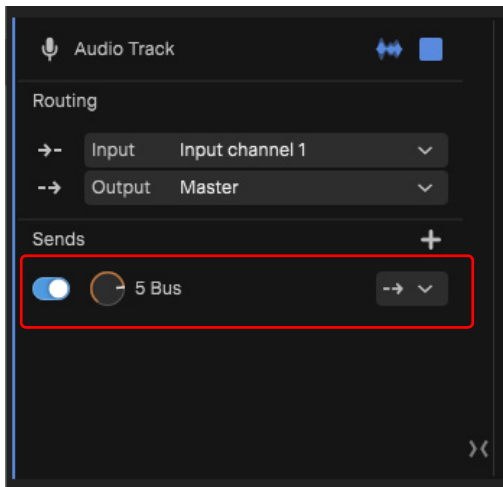 Audio Track
Routing
Input Input channel 1
Output Master
Sends
5 Bus